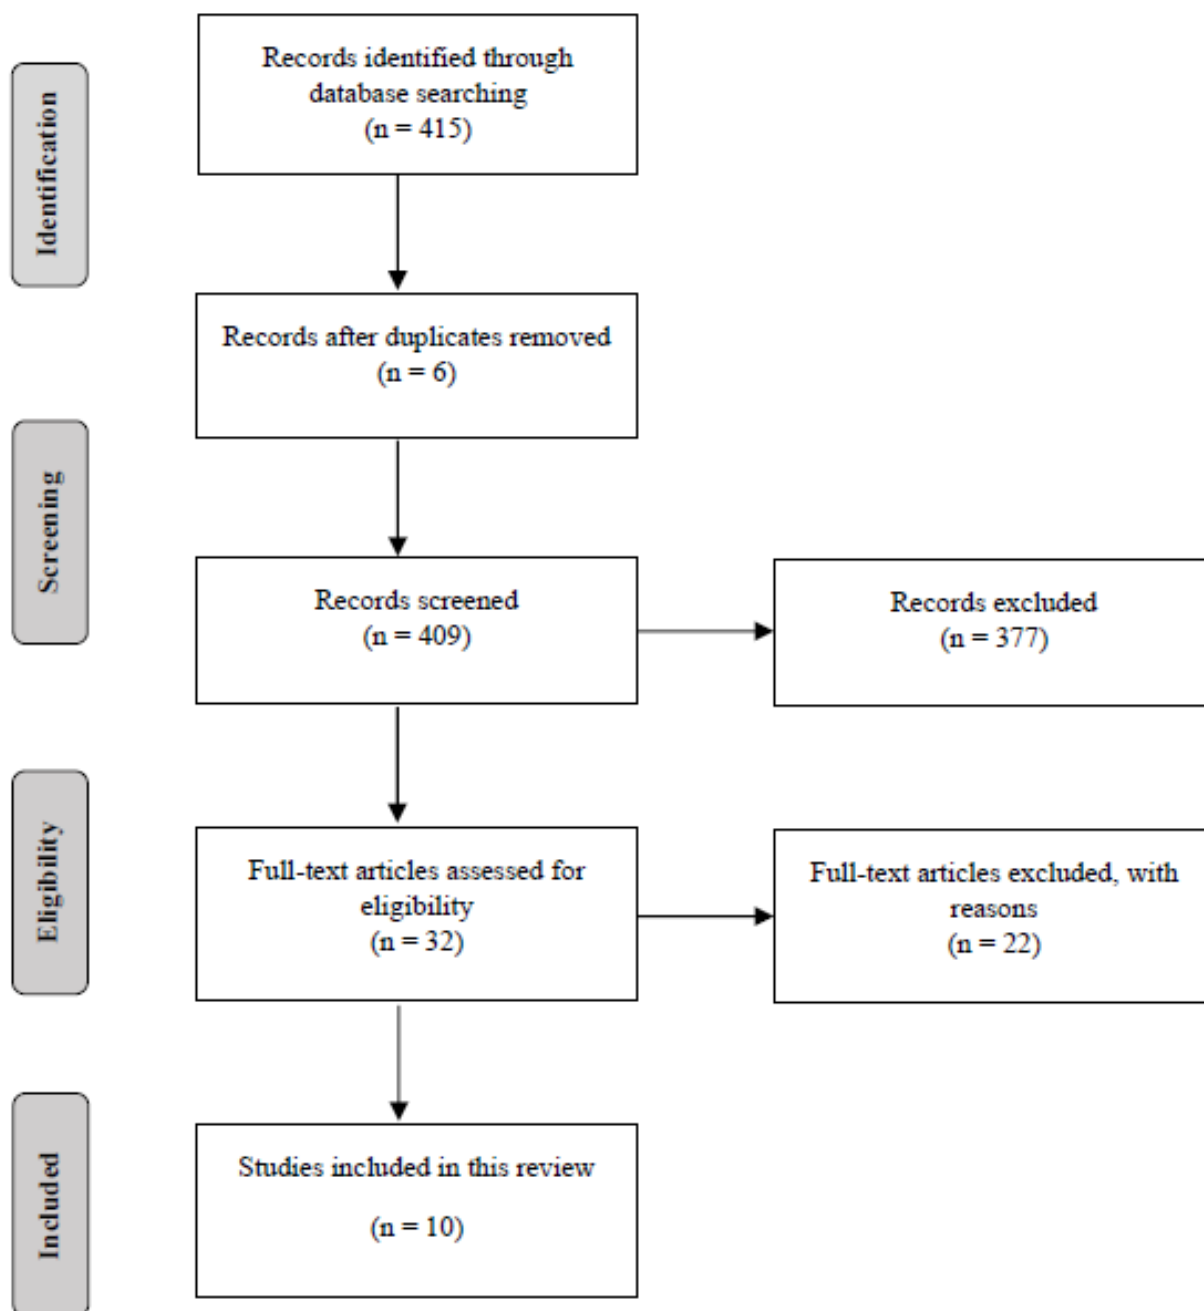 Identification
Records identified through
database searching
(n = 415)
Records after duplicates removed
(n = 6)
Screening
Records screened
(n = 409)
Records excluded
(n = 377)
Eligibility
Full-text articles assessed for
eligibility
(n = 32)
Full-text articles excluded, with
reasons
(n = 22)
Included
Studies included in this review
(n = 10)